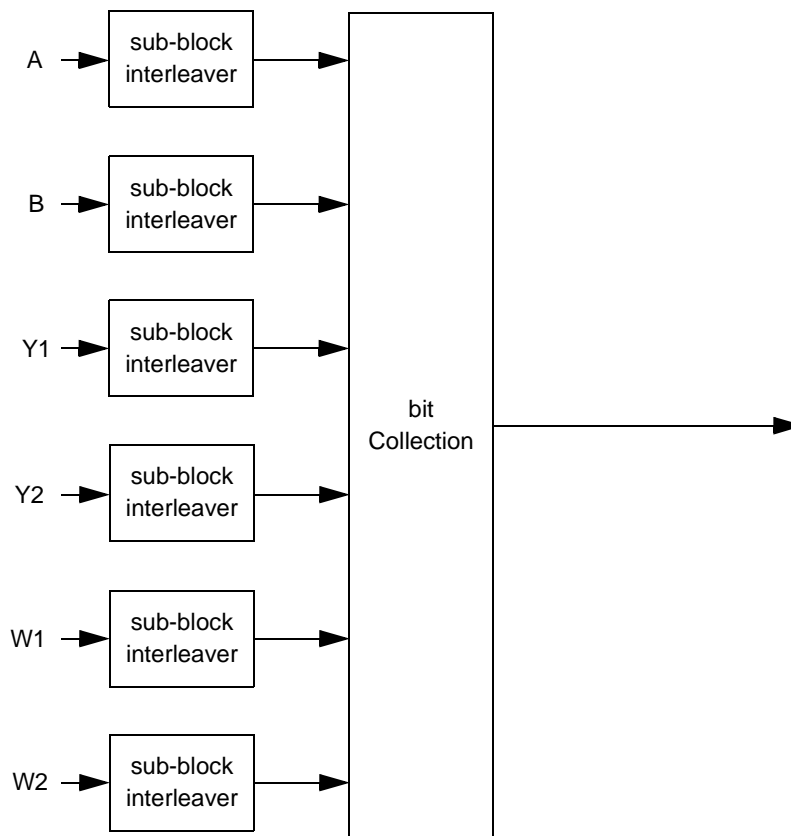 A
sub-block
interleaver
B
sub-block
interleaver
Y1
sub-block
interleaver
bit
Collection
Y2
sub-block
interleaver
W1
sub-block
interleaver
W2
sub-block
interleaver